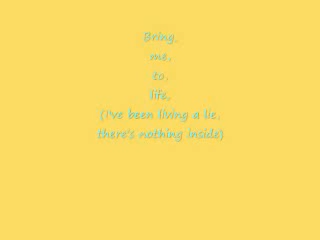 Bring,
me,
to,
life,
(I've been living a lie,
there's nothing inside)